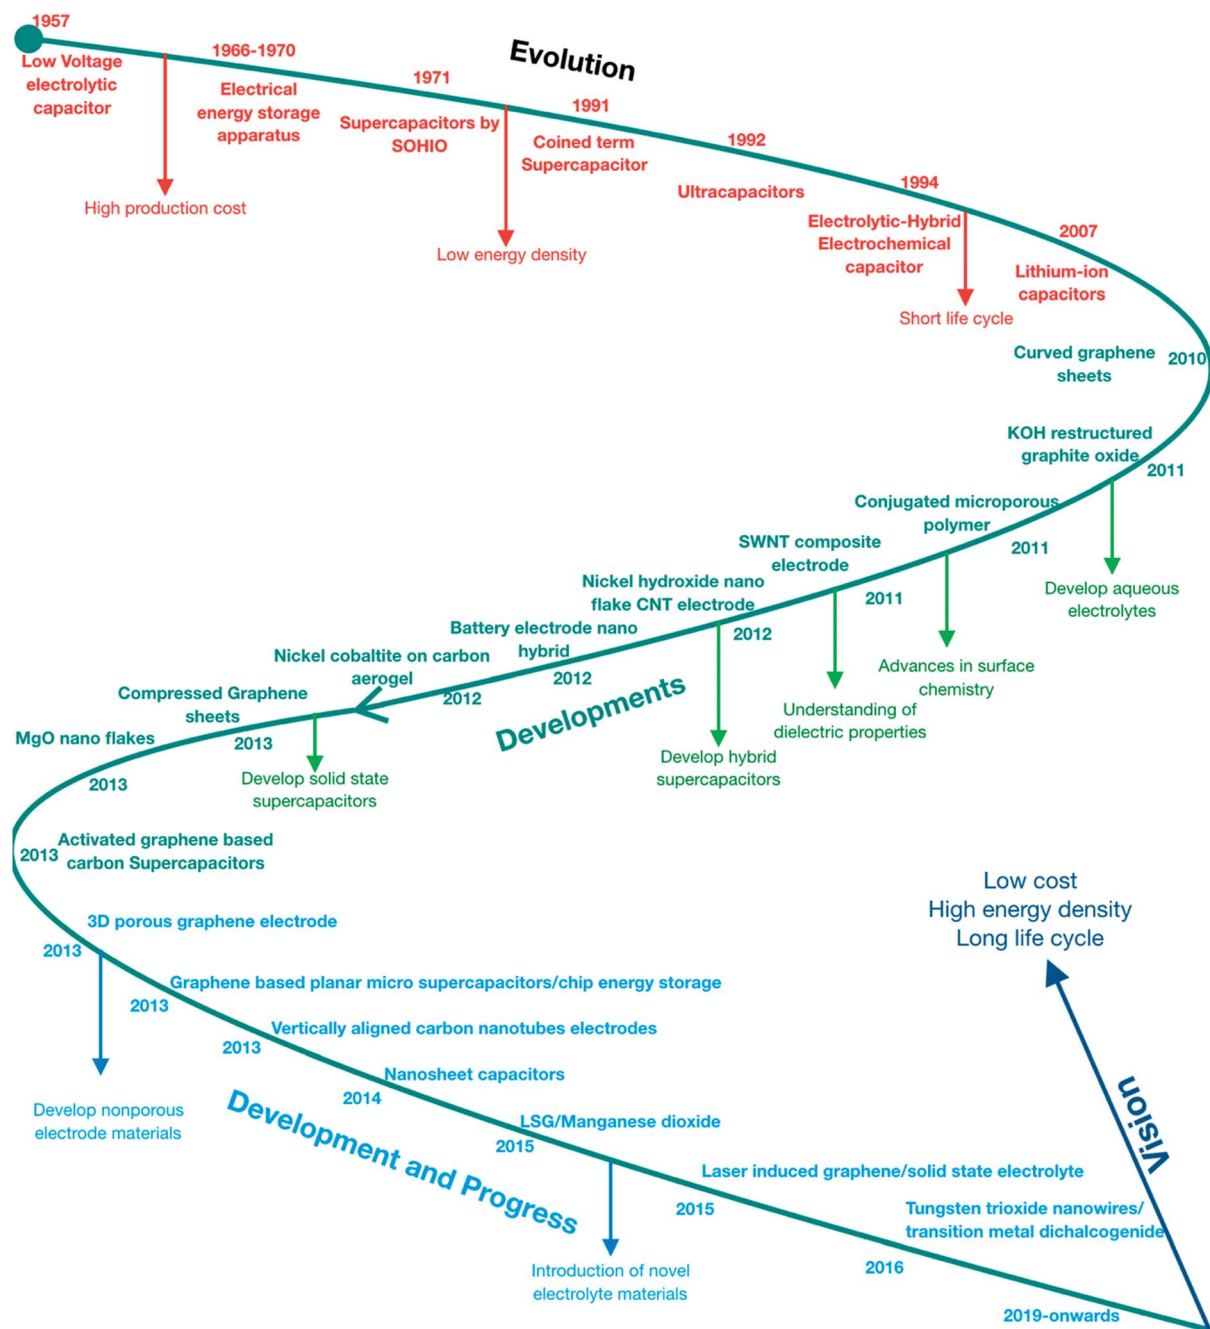 1957
Low Voltage
electrolytic
capacitor
High production cost
1966-1970
Electrical
energy storage
apparatus
1971
Supercapacitors by
SOHIO
Evolution
Low energy density
1991
Coined term
Supercapacitor
1992
Ultracapacitors
1994
Electrolytic-Hybrid
Electrochemical
capacitor
Short life cycle
2007
Lithium-ion
capacitors
Curved graphene
sheets
2010
KOH restructured
graphite oxide
2011
Develop aqueous
electrolytes
Conjugated microporous
polymer
2011
Advances in surface
chemistry
SWNT composite
electrode
2011
Understanding of
dielectric properties
Nickel hydroxide nano
flake CNT electrode
2012
Develop hybrid
supercapacitors
Battery electrode nano
hybrid
2012
Developments
Nickel cobaltite on carbon
aerogel
2012
Compressed Graphene
sheets
2013
Develop solid state
supercapacitors
MgO nano flakes
2013
2013
Activated graphene based
carbon Supercapacitors
3D porous graphene electrode
2013
Develop nonporous
electrode materials
Graphene based planar micro supercapacitors/chip energy storage
2013
Vertically aligned carbon nanotubes electrodes
2013
Nanosheet capacitors
2014
Development and Progress
LSG/Manganese dioxide
2015
Introduction of novel
electrolyte materials
Laser induced graphene/solid state electrolyte
2015
Tungsten trioxide nanowires/
transition metal dichalcogenide
2016
2019-onwards
Vision
Low cost
High energy density
Long life cycle